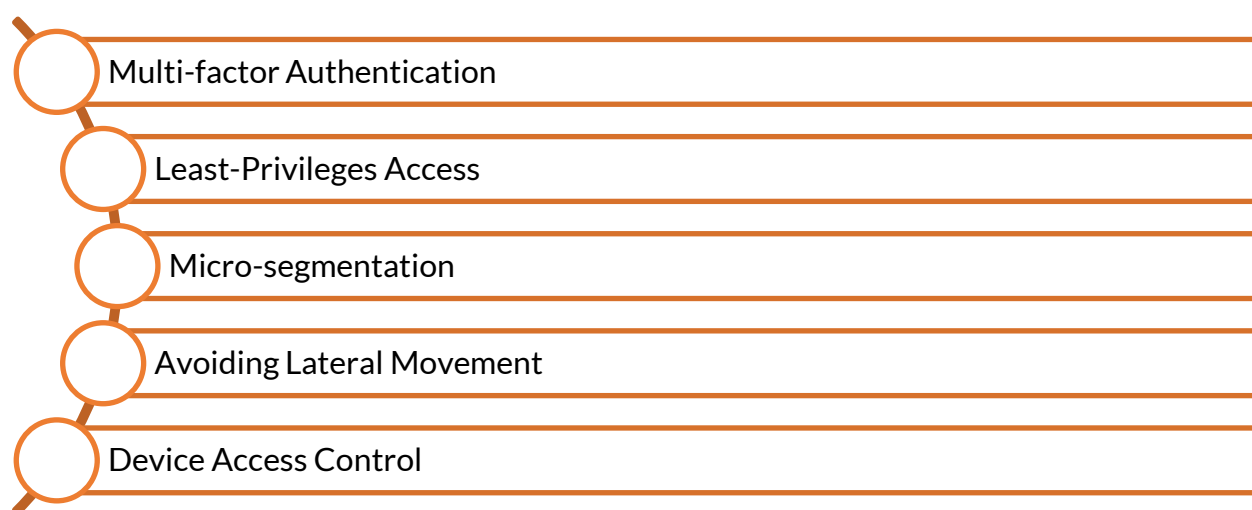 Multi-factor Authentication
Least-Privileges Access
Micro-segmentation
Avoiding Lateral Movement
Device Access Control